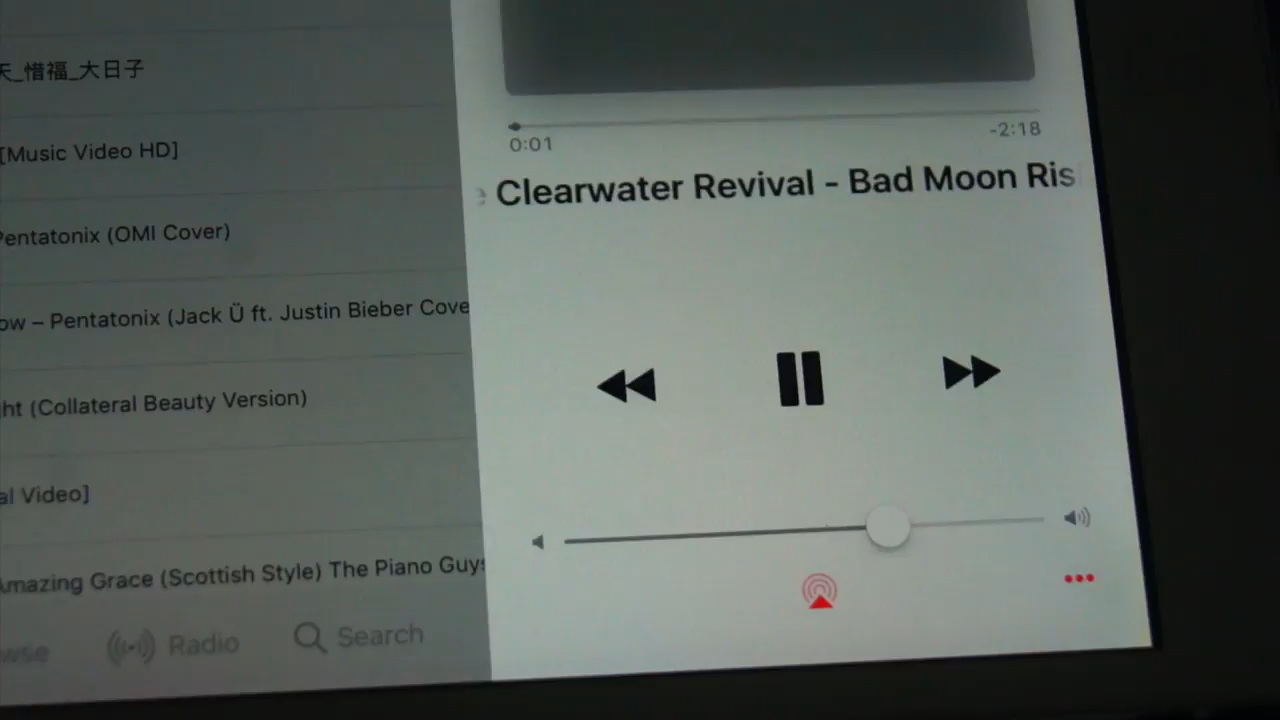 天_惜福_大日子
[Music Video HD]
Pentatonix (OMI Cover)
ow – Pentatonix (Jack Ü ft. Justin Bieber Cove
ht (Collateral Beauty Version)
al Video]
Amazing Grace (Scottish Style) The Piano Guys
wse
Radio
Search
0:01
-2:18
Clearwater Revival - Bad Moon Ris